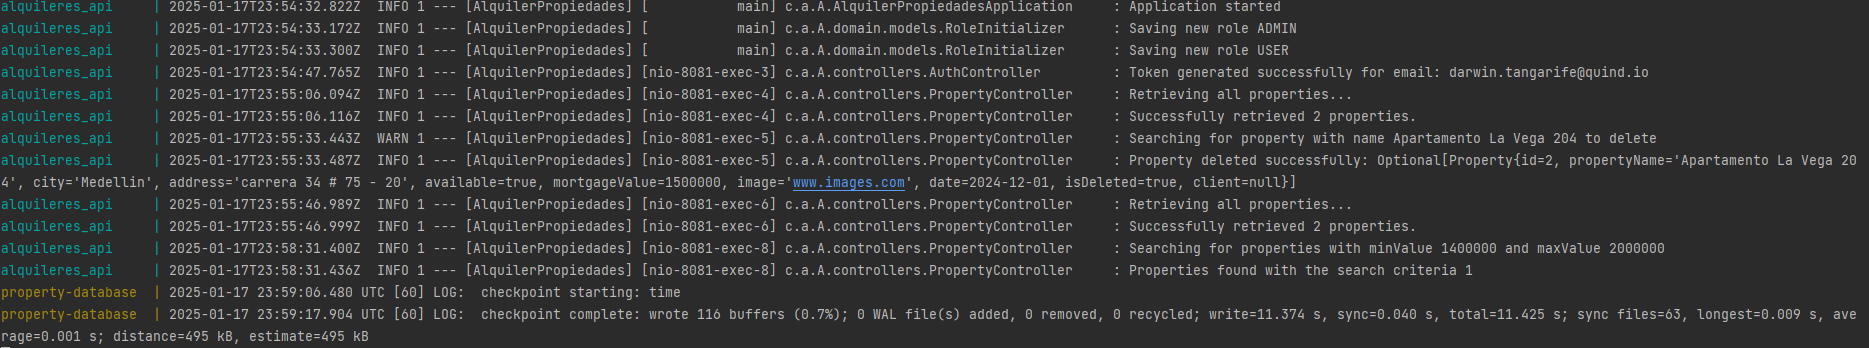 alquileres_api     | 2025-01-17T23:54:32.822Z  INFO 1 --- [AlquilerPropiedades] [           main] c.a.A.AlquilerPropiedadesApplication     : Application started
alquileres_api     | 2025-01-17T23:54:33.172Z  INFO 1 --- [AlquilerPropiedades] [           main] c.a.A.domain.models.RoleInitializer      : Saving new role ADMIN
alquileres_api     | 2025-01-17T23:54:33.300Z  INFO 1 --- [AlquilerPropiedades] [           main] c.a.A.domain.models.RoleInitializer      : Saving new role USER
alquileres_api     | 2025-01-17T23:54:47.765Z  INFO 1 --- [AlquilerPropiedades] [nio-8081-exec-3] c.a.A.controllers.AuthController         : Token generated successfully for email: darwin.tangarife@quind.io
alquileres_api     | 2025-01-17T23:55:06.094Z  INFO 1 --- [AlquilerPropiedades] [nio-8081-exec-4] c.a.A.controllers.PropertyController     : Retrieving all properties...
alquileres_api     | 2025-01-17T23:55:06.116Z  INFO 1 --- [AlquilerPropiedades] [nio-8081-exec-4] c.a.A.controllers.PropertyController     : Successfully retrieved 2 properties.
alquileres_api     | 2025-01-17T23:55:33.443Z  WARN 1 --- [AlquilerPropiedades] [nio-8081-exec-5] c.a.A.controllers.PropertyController     : Searching for property with name Apartamento La Vega 204 to delete
alquileres_api     | 2025-01-17T23:55:33.487Z  INFO 1 --- [AlquilerPropiedades] [nio-8081-exec-5] c.a.A.controllers.PropertyController     : Property deleted successfully: Optional[Property{id=2, propertyName='Apartamento La Vega 20
4', city='Medellin', address='carrera 34 # 75 - 20', available=true, mortgageValue=1500000, image='www.images.com', date=2024-12-01, isDeleted=true, client=null}]
alquileres_api     | 2025-01-17T23:55:46.989Z  INFO 1 --- [AlquilerPropiedades] [nio-8081-exec-6] c.a.A.controllers.PropertyController     : Retrieving all properties...
alquileres_api     | 2025-01-17T23:55:46.999Z  INFO 1 --- [AlquilerPropiedades] [nio-8081-exec-6] c.a.A.controllers.PropertyController     : Successfully retrieved 2 properties.
alquileres_api     | 2025-01-17T23:58:31.400Z  INFO 1 --- [AlquilerPropiedades] [nio-8081-exec-8] c.a.A.controllers.PropertyController     : Searching for properties with minValue 1400000 and maxValue 2000000
alquileres_api     | 2025-01-17T23:58:31.436Z  INFO 1 --- [AlquilerPropiedades] [nio-8081-exec-8] c.a.A.controllers.PropertyController     : Properties found with the search criteria 1
property-database  | 2025-01-17 23:59:06.480 UTC [60] LOG:  checkpoint starting: time
property-database  | 2025-01-17 23:59:17.904 UTC [60] LOG:  checkpoint complete: wrote 116 buffers (0.7%); 0 WAL file(s) added, 0 removed, 0 recycled; write=11.374 s, sync=0.040 s, total=11.425 s; sync files=63, longest=0.009 s, ave
rage=0.001 s; distance=495 kB, estimate=495 kB